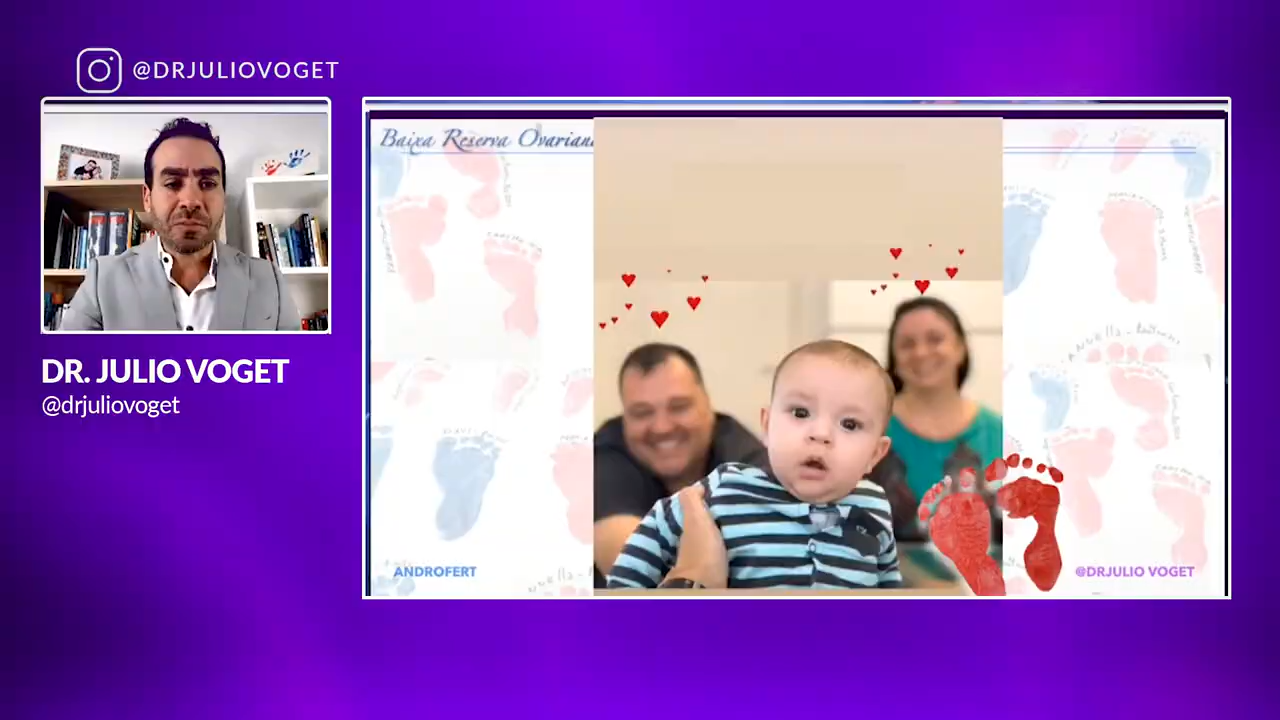 @DRJULIOVOGET
DR. JULIO VOGET
@drjuliovoget
Baixa Reserva Ovariana
ANDROFERT
@DRJULIO VOGET